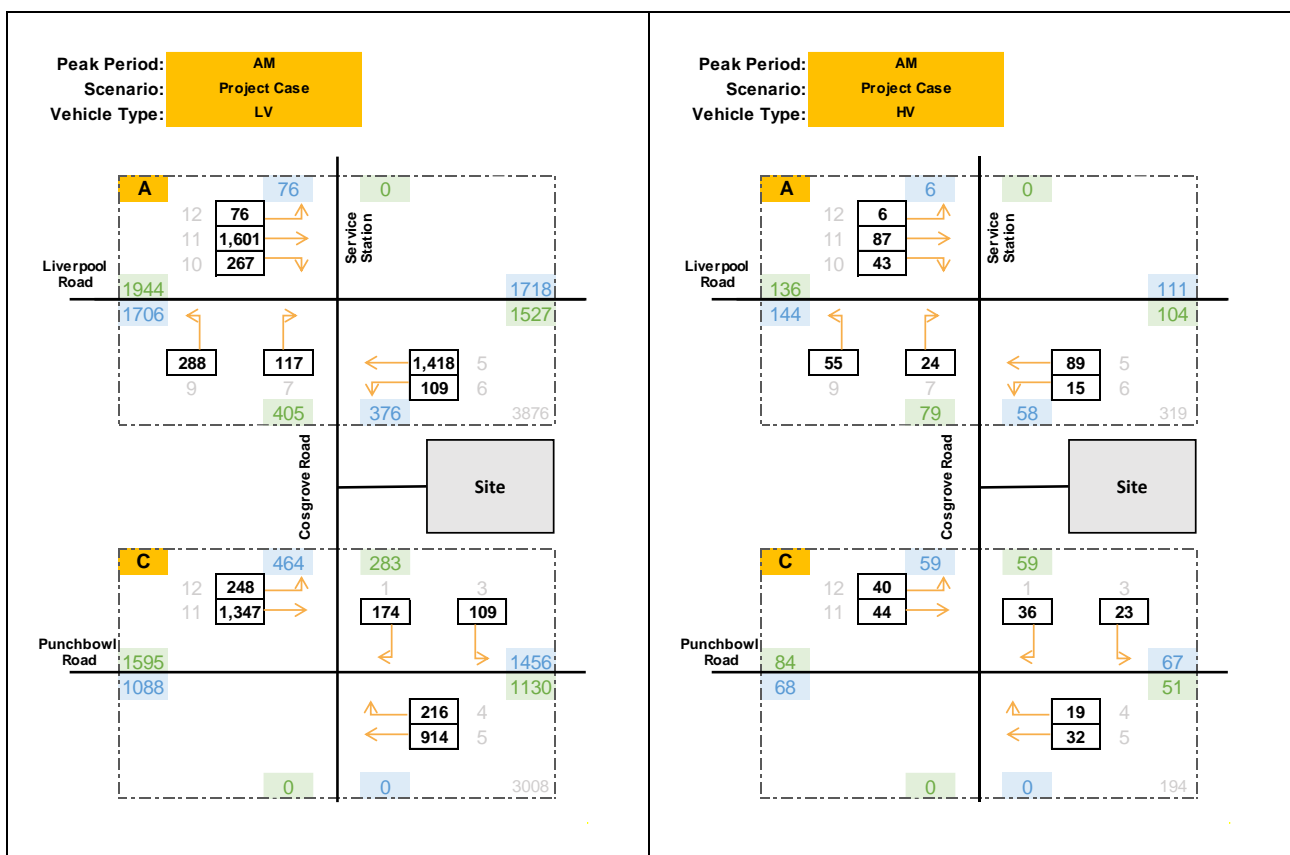 Peak Period: AM
Scenario: Project Case
Vehicle Type: LV
A 76 0
12 76
11 1,601
10 267
Service Station
Liverpool Road
1944 1718
1706 1527
288 117 1,418 5
9 7 109 6
405 376 3876
Cosgrove Road
Site
C 464 283
12 248 1 3
11 1,347 174 109
Punchbowl Road
1595 1456
1088 1130
216 4
914 5
0 0 3008
Peak Period: AM
Scenario: Project Case
Vehicle Type: HV
A 6 0
12 6
11 87
10 43
Service Station
Liverpool Road
136 111
144 104
55 24 89 5
9 7 15 6
79 58 319
Cosgrove Road
Site
C 59 59
12 40 1 3
11 44 36 23
Punchbowl Road
84 67
68 51
19 4
32 5
0 0 194